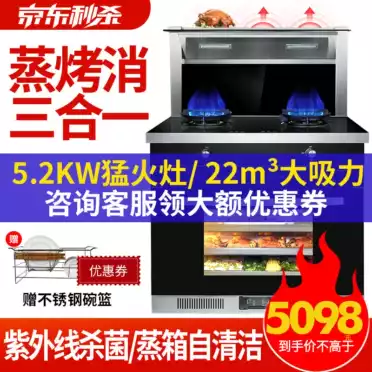 京东秒杀
蒸烤消
三合一
5.2KW猛火灶/ 22m³大吸力
咨询客服领大额优惠券
赠
优惠券
赠不锈钢碗篮
5098
到手价不高于
紫外线杀菌/蒸箱自清洁